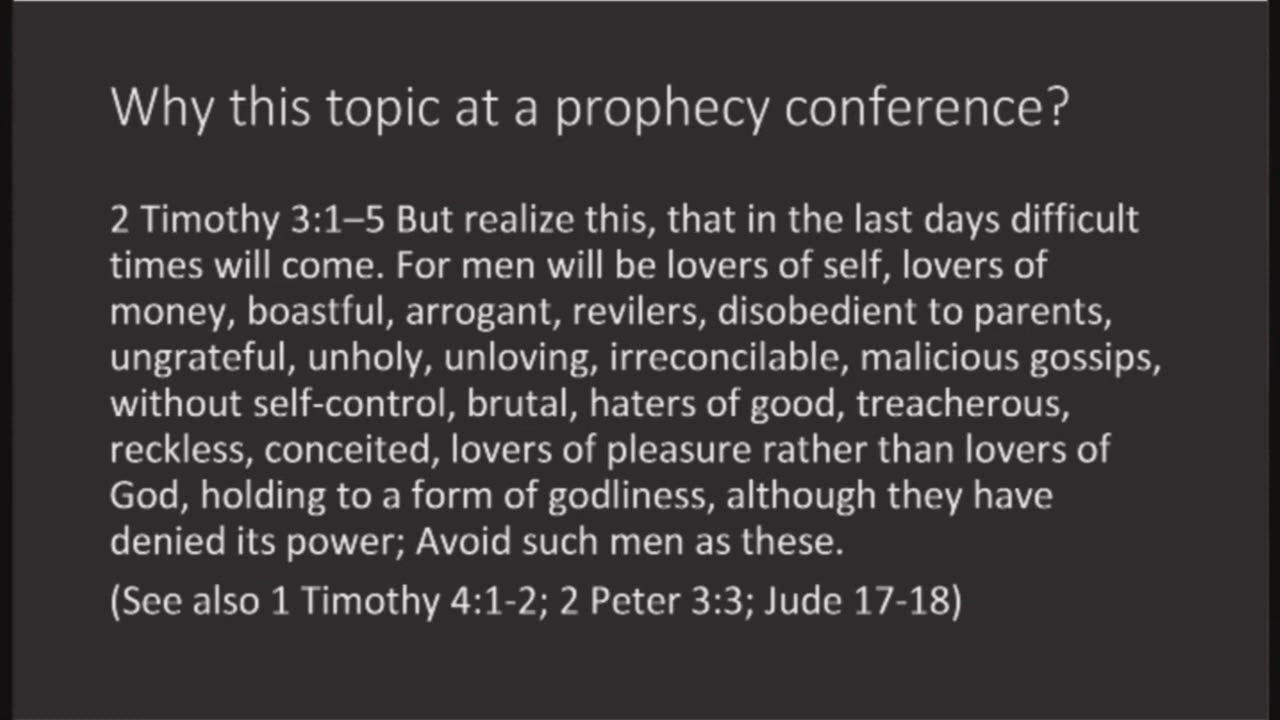 Why this topic at a prophecy conference?
2 Timothy 3:1–5 But realize this, that in the last days difficult
times will come. For men will be lovers of self, lovers of
money, boastful, arrogant, revilers, disobedient to parents,
ungrateful, unholy, unloving, irreconcilable, malicious gossips,
without self-control, brutal, haters of good, treacherous,
reckless, conceited, lovers of pleasure rather than lovers of
God, holding to a form of godliness, although they have
denied its power; Avoid such men as these.
(See also 1 Timothy 4:1-2; 2 Peter 3:3; Jude 17-18)